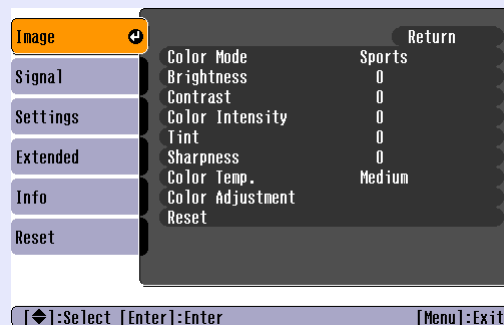 Image
Signal
Settings
Extended
Info
Reset
Return
Color Mode Sports
Brightness 0
Contrast 0
Color Intensity 0
Tint 0
Sharpness 0
Color Temp. Medium
Color Adjustment
Reset
[◆]:Select [Enter]:Enter [Menu]:Exit